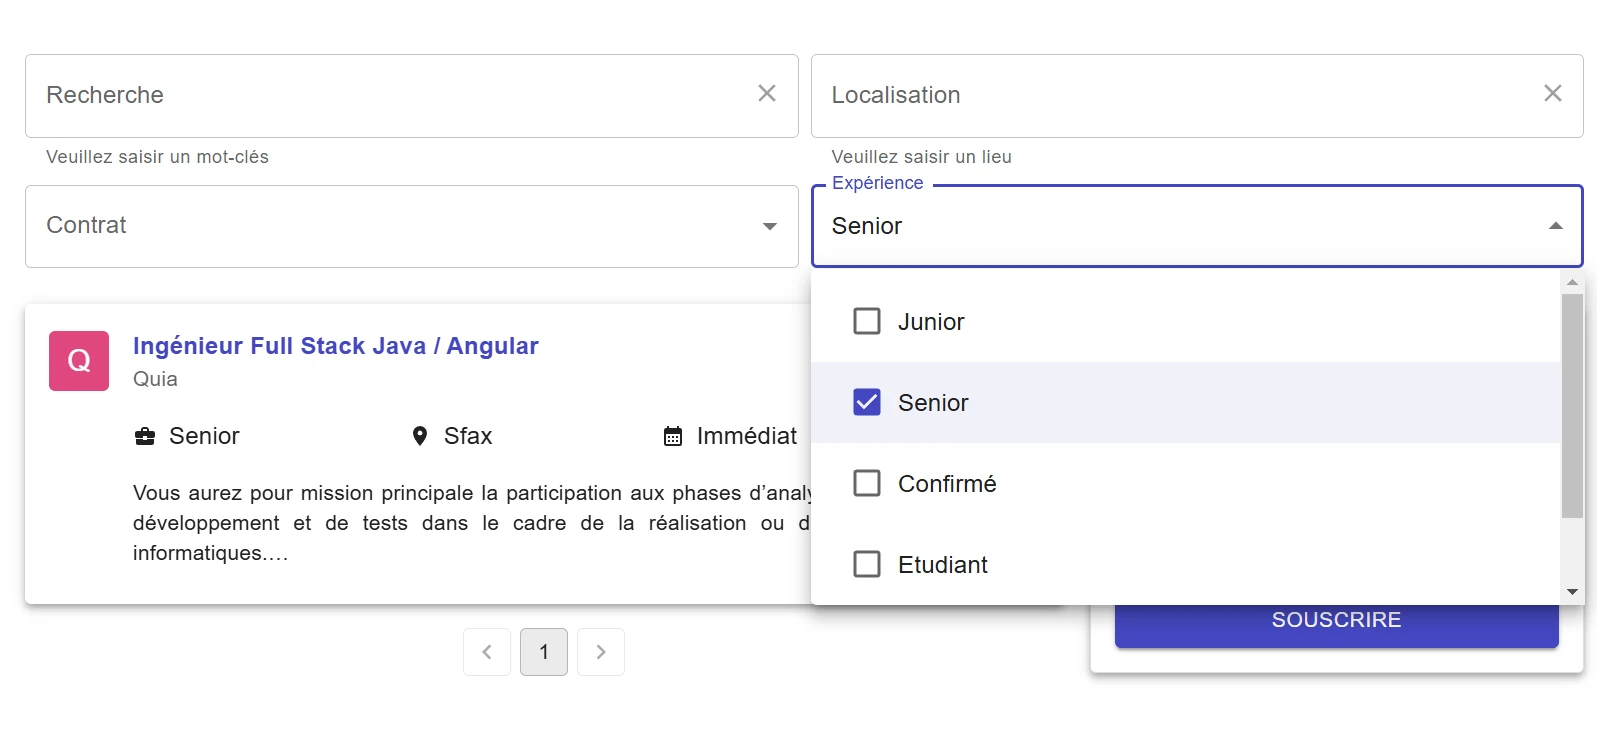 Recherche
Localisation
Veuillez saisir un mot-clés
Veuillez saisir un lieu
Contrat
Expérience
Senior
Junior
Senior
Confirmé
Etudiant
Q
Ingénieur Full Stack Java / Angular
Quia
Senior
Sfax
Immédiat
Vous aurez pour mission principale la participation aux phases d’analy
développement et de tests dans le cadre de la réalisation ou d
informatiques.…
SOUSCRIRE
1